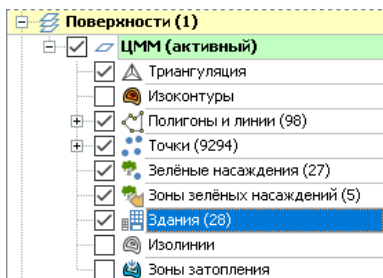 Поверхности (1)
ЦММ (активный)
Триангуляция
Изоконтуры
Полигоны и линии (98)
Точки (9294)
Зелёные насаждения (27)
Зоны зелёных насаждений (5)
Здания (28)
Изолинии
Зоны затопления